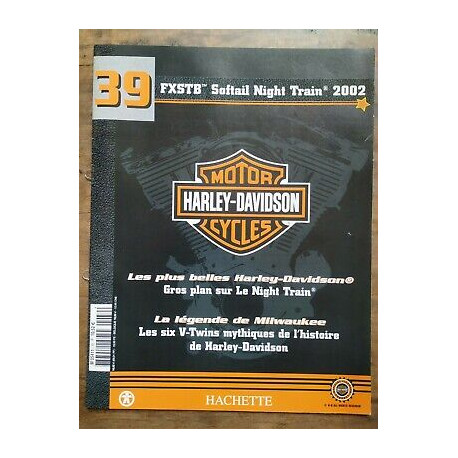 39
FXSTB™ Softail Night Train® 2002
MOTOR
HARLEY-DAVIDSON
CYCLES
Les plus belles Harley-Davidson®
Gros plan sur Le Night Train®
La légende de Milwaukee
Les six V-Twins mythiques de l'histoire
de Harley-Davidson
HACHETTE